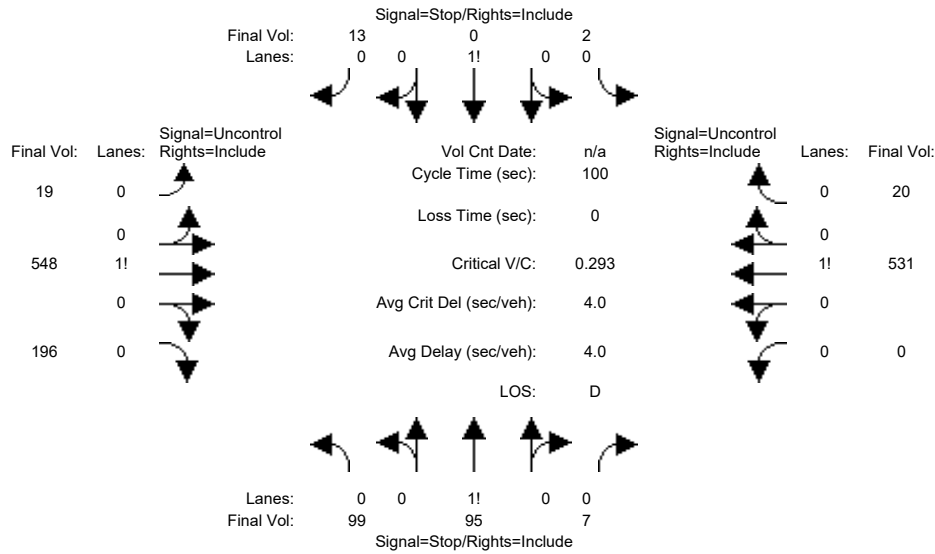 Signal=Stop/Rights=Include
Final Vol: 13 0 2
Lanes: 0 0 1! 0 0
Signal=Uncontrol Signal=Uncontrol
Final Vol: Lanes: Rights=Include Vol Cnt Date: n/a Rights=Include Lanes: Final Vol:
Cycle Time (sec): 100
19 0 0 20
Loss Time (sec): 0
0 0
548 1! Critical V/C: 0.293 1! 531
0 Avg Crit Del (sec/veh): 4.0 0
196 0 Avg Delay (sec/veh): 4.0 0 0
LOS: D
Lanes: 0 0 1! 0 0
Final Vol: 99 95 7
Signal=Stop/Rights=Include